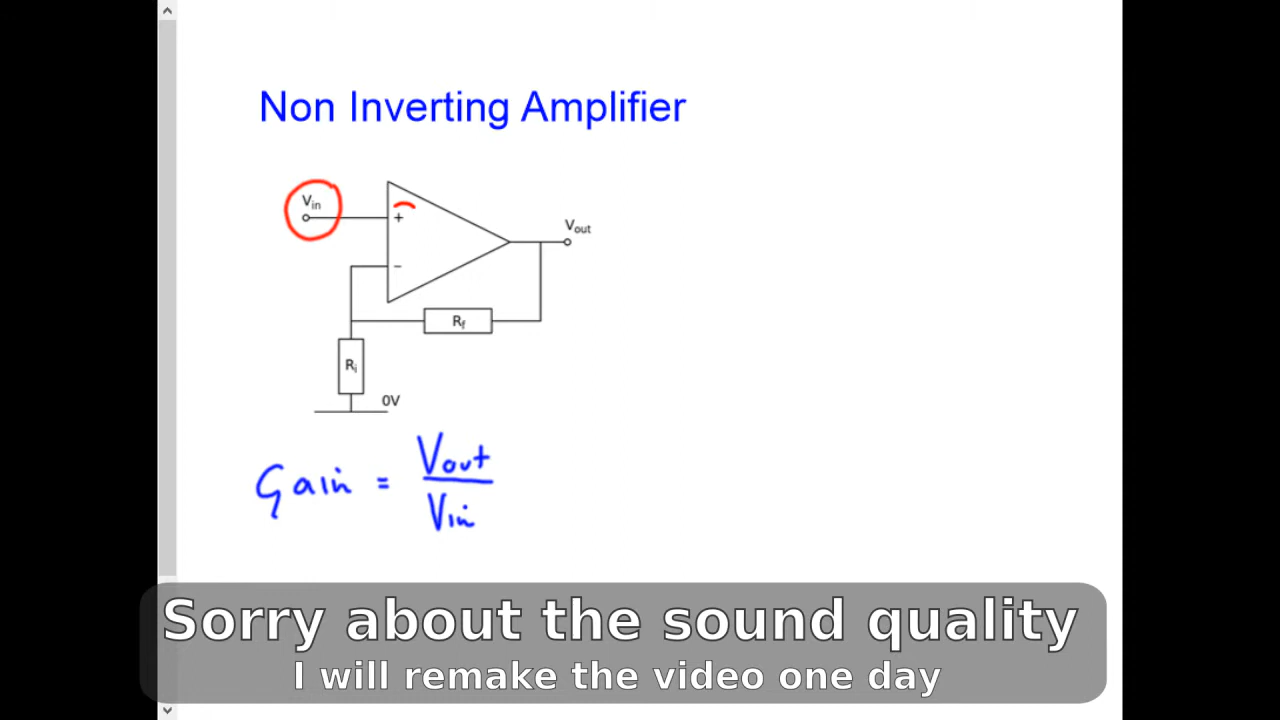 Non Inverting Amplifier
Vin
+
Vout
−
Rf
Ri
0V
Gain = Vout / Vin
Sorry about the sound quality
I will remake the video one day